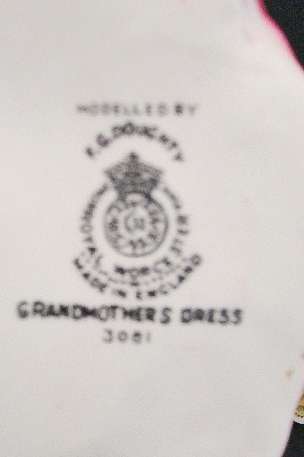 MODELLED BY
F.G.DOUGHTY
ROYAL WORCESTER
MADE IN ENGLAND
GRANDMOTHERS DRESS
3081